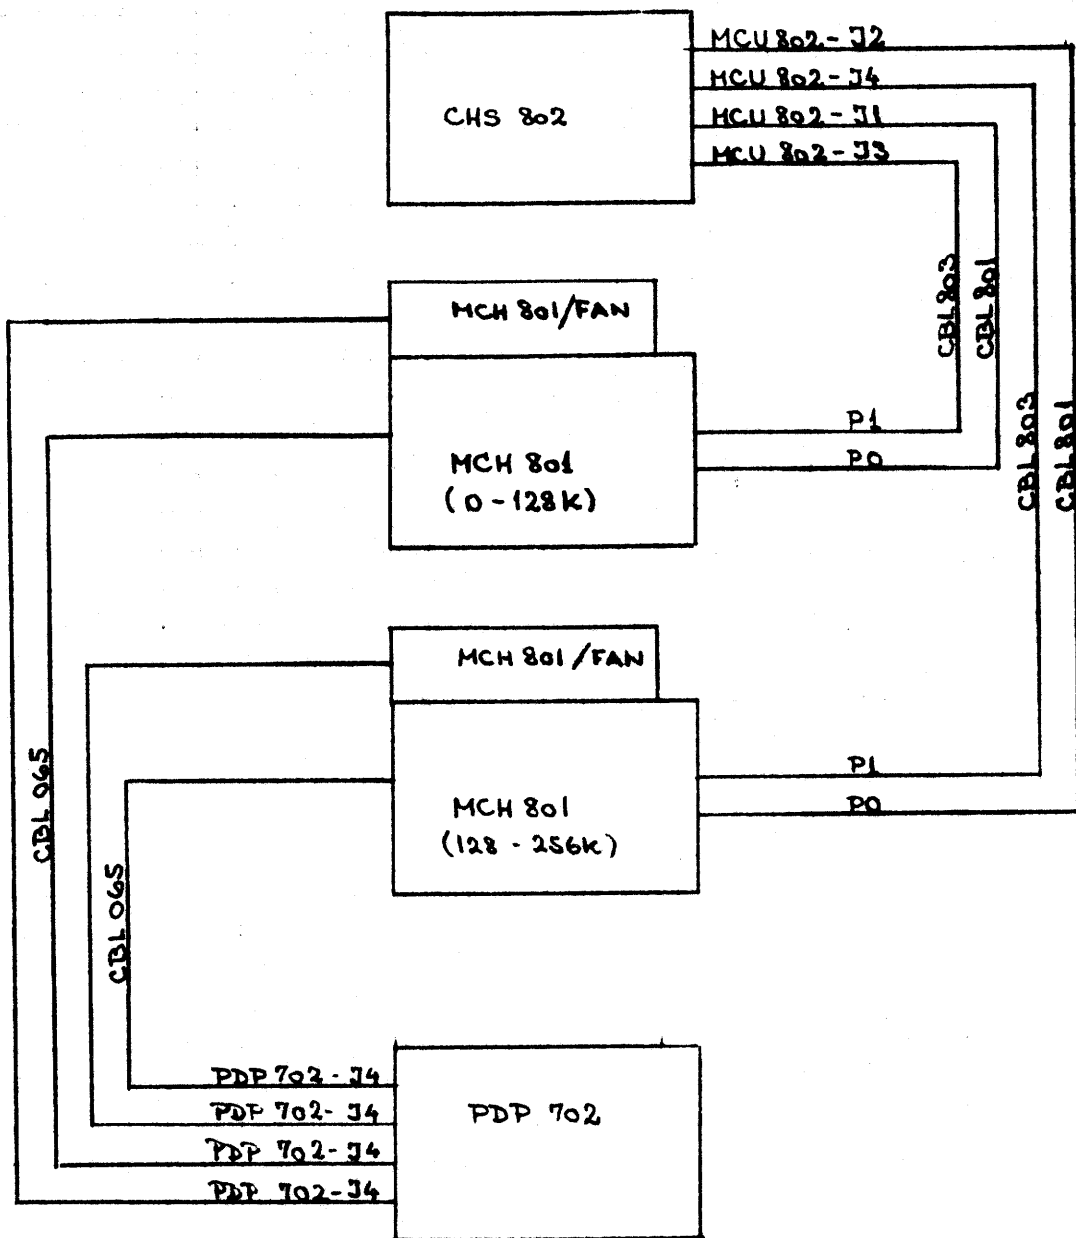 MCU 802-J2
MCU 802-J4
CHS 802
MCU 802-J1
MCU 802-J3
CBL 803
CBL 801
MCH 801/FAN
CBL 803
CBL 801
P1
MCH 801
P0
(0-128K)
MCH 801/FAN
CBL 065
P1
MCH 801
P0
(128 - 256K)
CBL 065
PDP 702-J4
PDP 702-J4
PDP 702
PDP 702-J4
PDP 702-J4